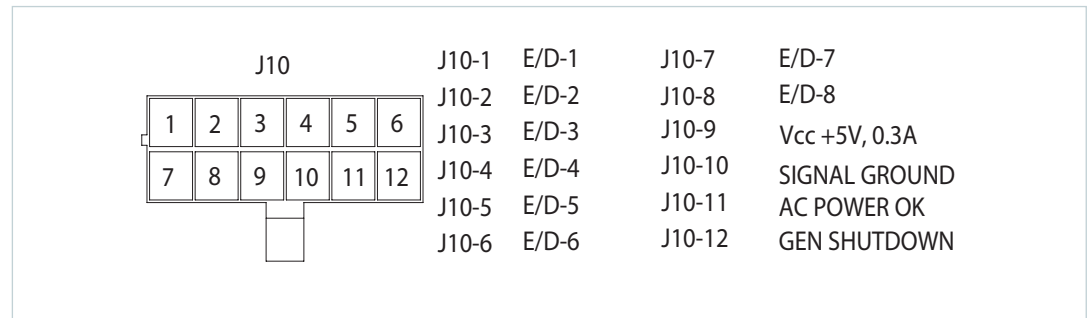 J10
1 2 3 4 5 6
7 8 9 10 11 12
J10-1 E/D-1
J10-2 E/D-2
J10-3 E/D-3
J10-4 E/D-4
J10-5 E/D-5
J10-6 E/D-6
J10-7 E/D-7
J10-8 E/D-8
J10-9 Vcc +5V, 0.3A
J10-10 SIGNAL GROUND
J10-11 AC POWER OK
J10-12 GEN SHUTDOWN